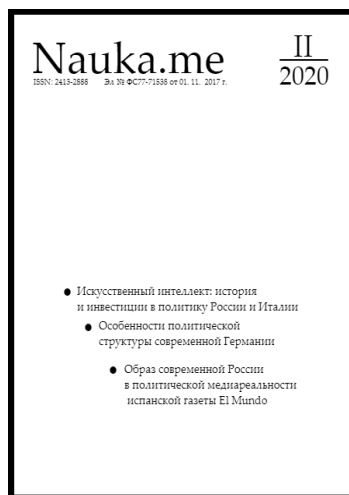 Nauka.me
II
2020
ISSN: 2413-2888 Эл № ФС77-71536 от 01. 11. 2017 г.
● Искусственный интеллект: история
и инвестиции в политику России и Италии
● Особенности политической
структуры современной Германии
● Образ современной России
в политической медиареальности
испанской газеты El Mundo